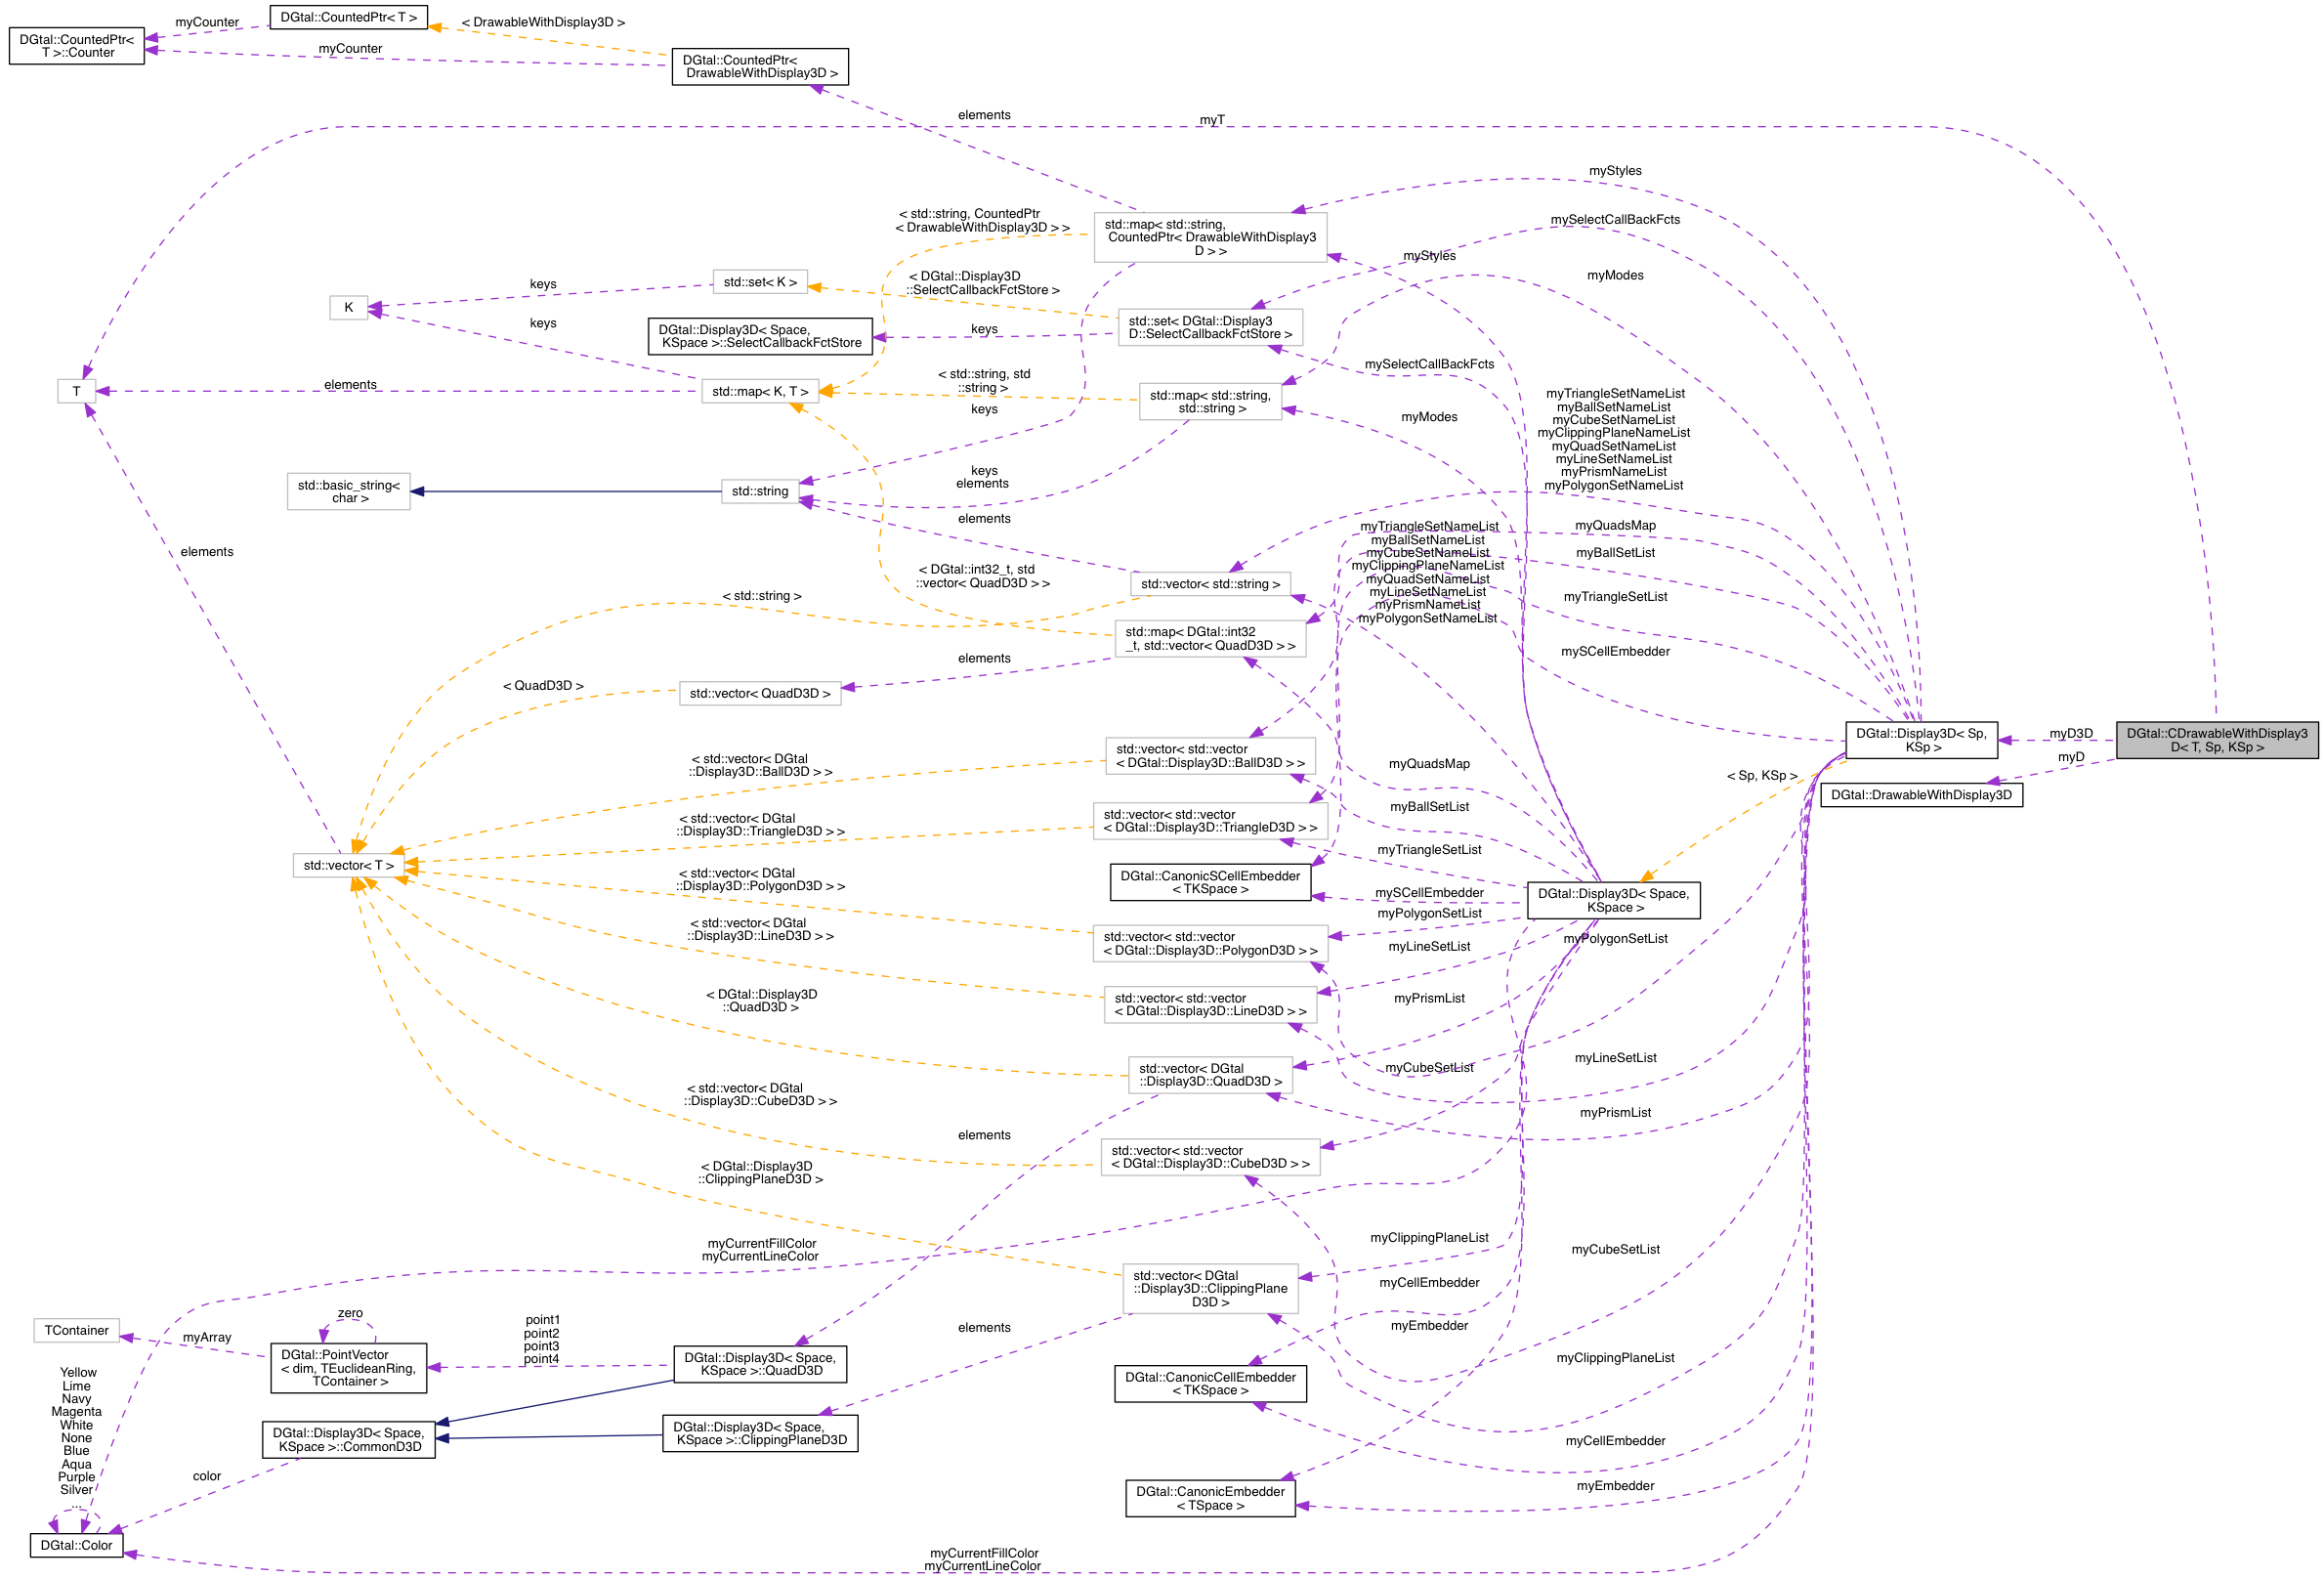 myCounter
DGtal::CountedPtr< T >
< DrawableWithDisplay3D >
DGtal::CountedPtr<
T >::Counter
myCounter
DGtal::CountedPtr<
DrawableWithDisplay3D >
elements
myT
myStyles
< std::string, CountedPtr
< DrawableWithDisplay3D > >
std::map< std::string,
CountedPtr< DrawableWithDisplay3
D > >
mySelectCallBackFcts
myStyles
myModes
keys
std::set< K >
< DGtal::Display3D
::SelectCallbackFctStore >
K
keys
DGtal::Display3D< Space,
KSpace >::SelectCallbackFctStore
keys
std::set< DGtal::Display3
D::SelectCallbackFctStore >
mySelectCallBackFcts
T
elements
std::map< K, T >
< std::string, std
::string >
std::map< std::string,
std::string >
keys
myModes
myTriangleSetNameList
myBallSetNameList
myCubeSetNameList
myClippingPlaneNameList
myQuadSetNameList
myLineSetNameList
myPrismNameList
myPolygonSetNameList
std::basic_string<
char >
std::string
keys
elements
elements
elements
< DGtal::int32_t, std
::vector< QuadD3D > >
std::vector< std::string >
myTriangleSetNameList
myBallSetNameList
myCubeSetNameList
myClippingPlaneNameList
myQuadSetNameList
myLineSetNameList
myPrismNameList
myPolygonSetNameList
myQuadsMap
myBallSetList
myTriangleSetList
mySCellEmbedder
< std::string >
std::map< DGtal::int32
_t, std::vector< QuadD3D > >
elements
< QuadD3D >
std::vector< QuadD3D >
DGtal::Display3D< Sp,
KSp >
myD3D
DGtal::CDrawableWithDisplay3
D< T, Sp, KSp >
myD
DGtal::DrawableWithDisplay3D
< Sp, KSp >
< std::vector< DGtal
::Display3D::BallD3D > >
std::vector< std::vector
< DGtal::Display3D::BallD3D > >
myQuadsMap
myBallSetList
< std::vector< DGtal
::Display3D::TriangleD3D > >
std::vector< std::vector
< DGtal::Display3D::TriangleD3D > >
myTriangleSetList
std::vector< T >
DGtal::CanonicSCellEmbedder
< TKSpace >
mySCellEmbedder
DGtal::Display3D< Space,
KSpace >
< std::vector< DGtal
::Display3D::PolygonD3D > >
std::vector< std::vector
< DGtal::Display3D::PolygonD3D > >
myPolygonSetList
myPolygonSetList
< std::vector< DGtal
::Display3D::LineD3D > >
std::vector< std::vector
< DGtal::Display3D::LineD3D > >
myLineSetList
< DGtal::Display3D
::QuadD3D >
myPrismList
std::vector< DGtal
::Display3D::QuadD3D >
myCubeSetList
myLineSetList
< std::vector< DGtal
::Display3D::CubeD3D > >
myPrismList
elements
std::vector< std::vector
< DGtal::Display3D::CubeD3D > >
< DGtal::Display3D
::ClippingPlaneD3D >
myCurrentFillColor
myCurrentLineColor
myClippingPlaneList
myCubeSetList
std::vector< DGtal
::Display3D::ClippingPlane
D3D >
myCellEmbedder
myEmbedder
elements
zero
TContainer
myArray
DGtal::PointVector
< dim, TEuclideanRing,
TContainer >
point1
point2
point3
point4
DGtal::Display3D< Space,
KSpace >::QuadD3D
DGtal::CanonicCellEmbedder
< TKSpace >
myClippingPlaneList
Yellow
Lime
Navy
Magenta
White
None
Blue
Aqua
Purple
Silver
...
DGtal::Display3D< Space,
KSpace >::CommonD3D
DGtal::Display3D< Space,
KSpace >::ClippingPlaneD3D
myCellEmbedder
color
DGtal::CanonicEmbedder
< TSpace >
myEmbedder
DGtal::Color
myCurrentFillColor
myCurrentLineColor